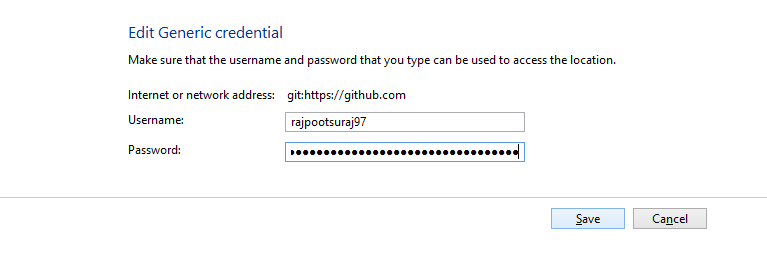 Edit Generic credential
Make sure that the username and password that you type can be used to access the location.
Internet or network address: git:https://github.com
Username: rajpootsuraj97
Password: ••••••••••••••••••••••••••••••••••••••
Save Cancel